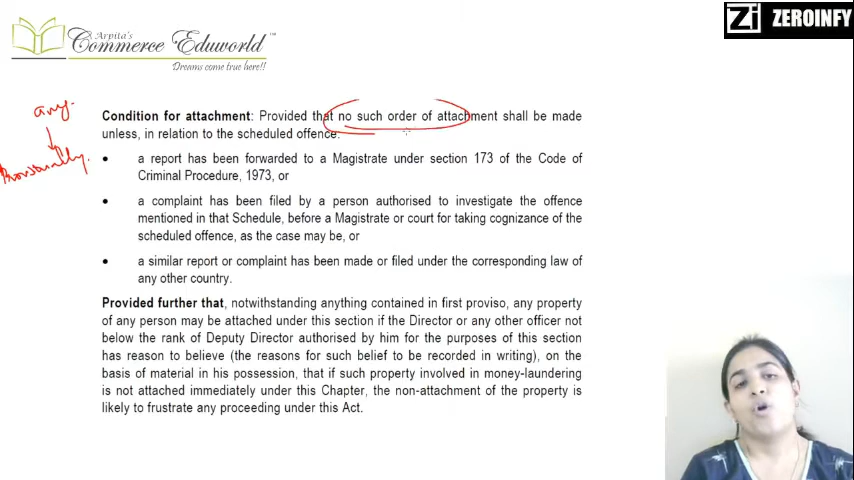 Arpita's
Commerce Eduworld™
Dreams come true here!!
Zi ZEROINFY
any.
Provisionally.
Condition for attachment: Provided that no such order of attachment shall be made
unless, in relation to the scheduled offence:
• a report has been forwarded to a Magistrate under section 173 of the Code of
Criminal Procedure, 1973, or
• a complaint has been filed by a person authorised to investigate the offence
mentioned in that Schedule, before a Magistrate or court for taking cognizance of the
scheduled offence, as the case may be, or
• a similar report or complaint has been made or filed under the corresponding law of
any other country.
Provided further that, notwithstanding anything contained in first proviso, any property
of any person may be attached under this section if the Director or any other officer not
below the rank of Deputy Director authorised by him for the purposes of this section
has reason to believe (the reasons for such belief to be recorded in writing), on the
basis of material in his possession, that if such property involved in money-laundering
is not attached immediately under this Chapter, the non-attachment of the property is
likely to frustrate any proceeding under this Act.